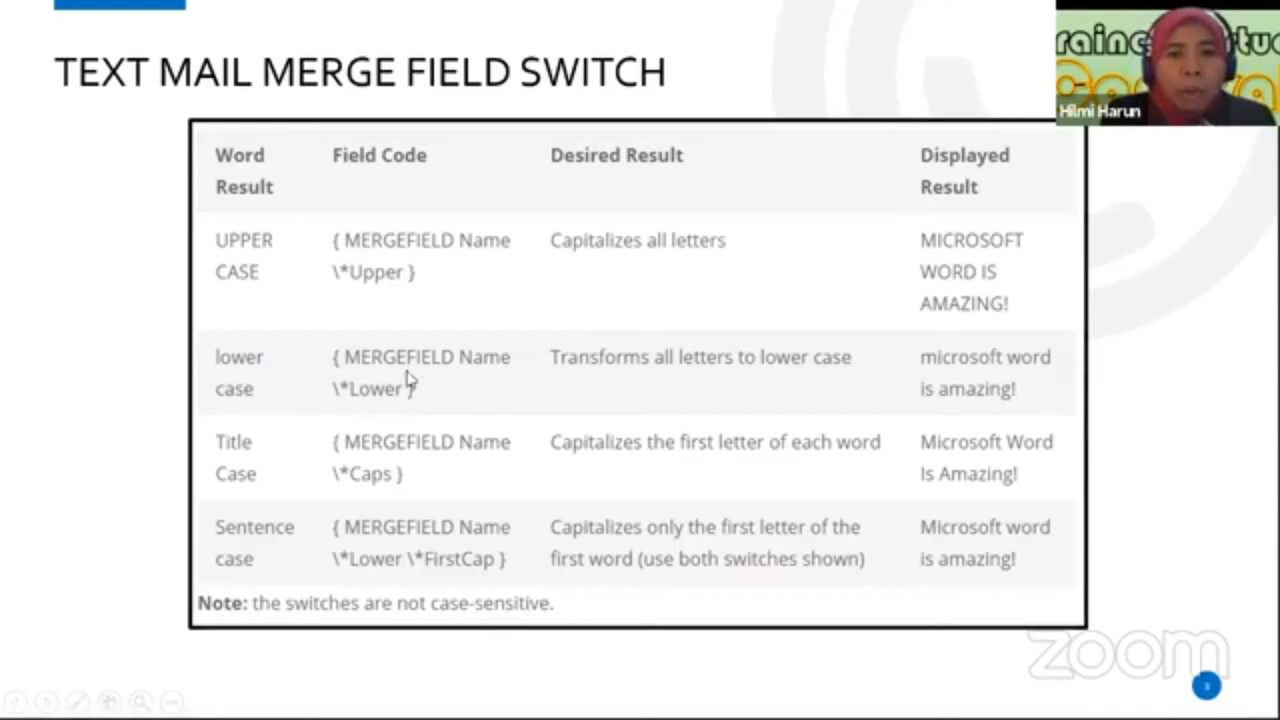 TEXT MAIL MERGE FIELD SWITCH
Hilmi Harun
Word Result	Field Code	Desired Result	Displayed Result
UPPER CASE	{ MERGEFIELD Name \*Upper }	Capitalizes all letters	MICROSOFT WORD IS AMAZING!
lower case	{ MERGEFIELD Name \*Lower }	Transforms all letters to lower case	microsoft word is amazing!
Title Case	{ MERGEFIELD Name \*Caps }	Capitalizes the first letter of each word	Microsoft Word Is Amazing!
Sentence case	{ MERGEFIELD Name \*Lower \*FirstCap }	Capitalizes only the first letter of the first word (use both switches shown)	Microsoft word is amazing!
Note: the switches are not case-sensitive.
zoom
3